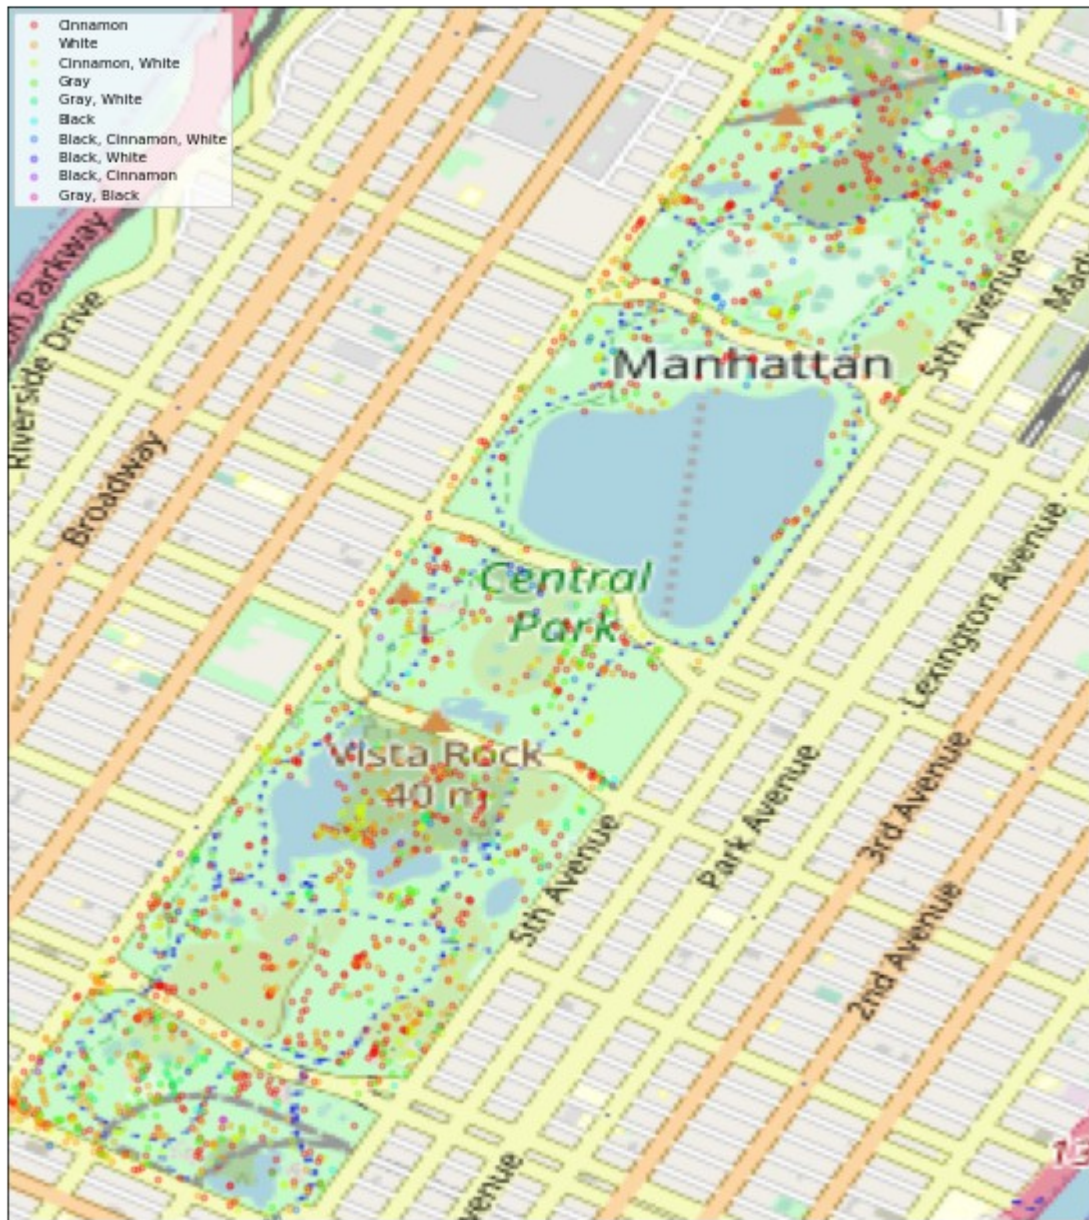 Cinnamon
White
Cinnamon, White
Gray
Gray, White
Black
Black, Cinnamon, White
Black, White
Black, Cinnamon
Gray, Black
Parkway
Riverside Drive
Broadway
Manhattan
5th Avenue
Central
Park
Lexington Avenue
Vista Rock
40 m
Park Avenue
3rd Avenue
5th Avenue
2nd Avenue